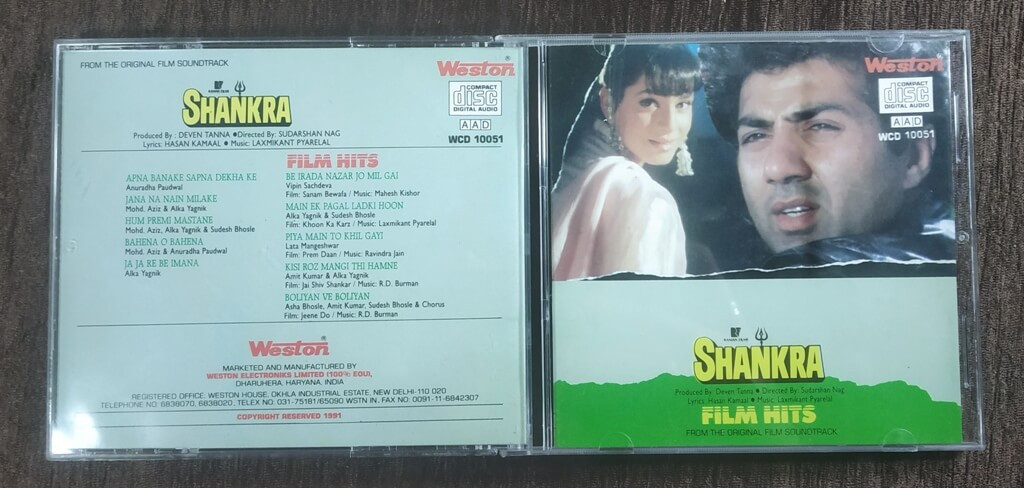 FROM THE ORIGINAL FILM SOUNDTRACK
Weston®
COMPACT
disc
DIGITAL AUDIO
AAD
WCD 10051
SHANKRA
Produced By : DEVEN TANNA ■Directed By: SUDARSHAN NAG
Lyrics: HASAN KAMAAL ● Music: LAXMIKANT PYARELAL
APNA BANAKE SAPNA DEKHA KE
Anuradha Paudwal
JANA NA NAIN MILAKE
Mohd. Aziz & Alka Yagnik
HUM PREMI MASTANE
Mohd. Aziz, Alka Yagnik & Sudesh Bhosle
BAHENA O BAHENA
Mohd. Aziz & Anuradha Paudwal
JA JA RE BE IMANA
Alka Yagnik
FILM HITS
BE IRADA NAZAR JO MIL GAI
Vipin Sachdeva
Film: Sanam Bewafa / Music: Mahesh Kishor
MAIN EK PAGAL LADKI HOON
Alka Yagnik & Sudesh Bhosle
Film: Khoon Ka Karz / Music: Laxmikant Pyarelal
PIYA MAIN TO KHIL GAYI
Lata Mangeshwar
Film: Prem Daan / Music: Ravindra Jain
KISI ROZ MANGI THI HAMNE
Amit Kumar & Alka Yagnik
Film: Jai Shiv Shankar / Music: R.D. Burman
BOLIYAN VE BOLIYAN
Asha Bhosle, Amit Kumar, Sudesh Bhosle & Chorus
Film: Jeene Do / Music: R.D. Burman
Weston®
MARKETED AND MANUFACTURED BY
WESTON ELECTRONIKS LIMITED (100% EOU),
DHARUHERA, HARYANA, INDIA
REGISTERED OFFICE: WESTON HOUSE, OKHLA INDUSTRIAL ESTATE, NEW DELHI-110 020
TELEPHONE NO: 6838070, 6838020, TELEX NO. 031-75181/65090 WSTN IN. FAX NO: 0091-11-6842307
COPYRIGHT RESERVED 1991
Weston
COMPACT
disc
DIGITAL AUDIO
AAD
WCD 10051
SHANKRA
Produced By: Deven Tanna ● Directed By: Sudarshan Nag
Lyrics: Hasan Kamaal ● Music: Laxmikant Pyarelal
FILM HITS
FROM THE ORIGINAL FILM SOUNDTRACK